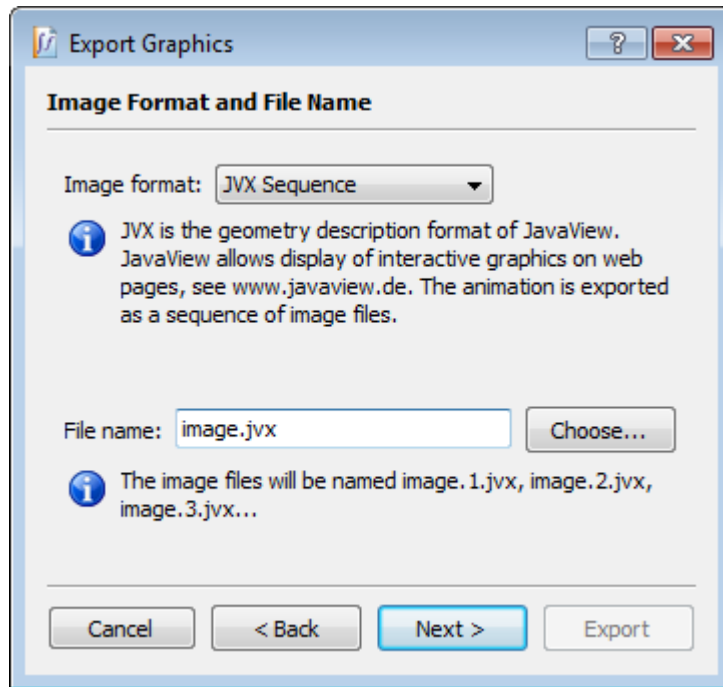 Export Graphics
Image Format and File Name
Image format: JVX Sequence
JVX is the geometry description format of JavaView.
JavaView allows display of interactive graphics on web
pages, see www.javaview.de. The animation is exported
as a sequence of image files.
File name: image.jvx Choose...
The image files will be named image.1.jvx, image.2.jvx,
image.3.jvx...
Cancel < Back Next > Export